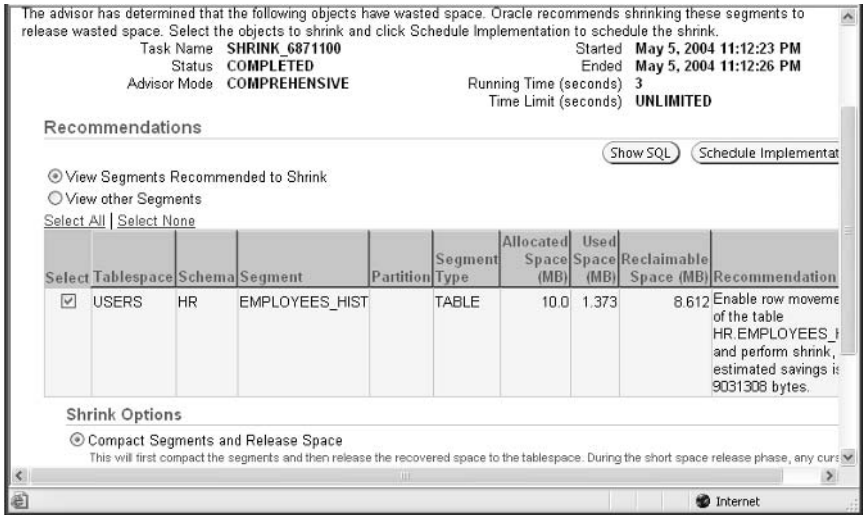 The advisor has determined that the following objects have wasted space. Oracle recommends shrinking these segments to
release wasted space. Select the objects to shrink and click Schedule Implementation to schedule the shrink.
Task Name SHRINK_6871100 Started May 5, 2004 11:12:23 PM
Status COMPLETED Ended May 5, 2004 11:12:26 PM
Advisor Mode COMPREHENSIVE Running Time (seconds) 3
Time Limit (seconds) UNLIMITED
Recommendations
Show SQL Schedule Implementat
View Segments Recommended to Shrink
View other Segments
Select All | Select None
Select Tablespace Schema Segment Partition Segment Type Allocated Space (MB) Used Space (MB) Reclaimable Space (MB) Recommendation
USERS HR EMPLOYEES_HIST TABLE 10.0 1.373 8.612 Enable row moveme
of the table
HR.EMPLOYEES_H
and perform shrink,
estimated savings is
9031308 bytes.
Shrink Options
Compact Segments and Release Space
This will first compact the segments and then release the recovered space to the tablespace. During the short space release phase, any curs
Internet